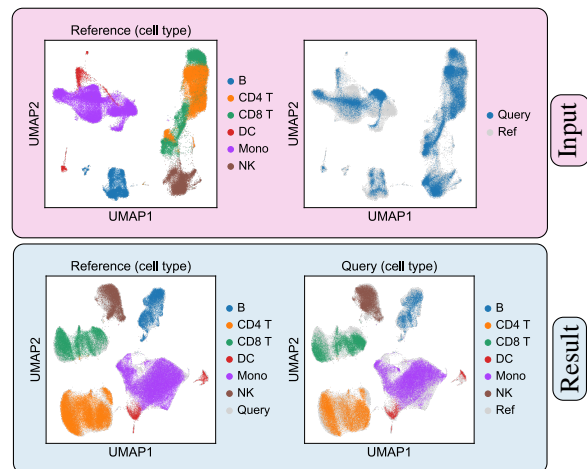 Reference (cell type)
UMAP2
UMAP1
B
CD4 T
CD8 T
DC
Mono
NK
UMAP2
UMAP1
Query
Ref
Input
Reference (cell type)
UMAP2
UMAP1
B
CD4 T
CD8 T
DC
Mono
NK
Query
Query (cell type)
UMAP2
UMAP1
B
CD4 T
CD8 T
DC
Mono
NK
Ref
Result